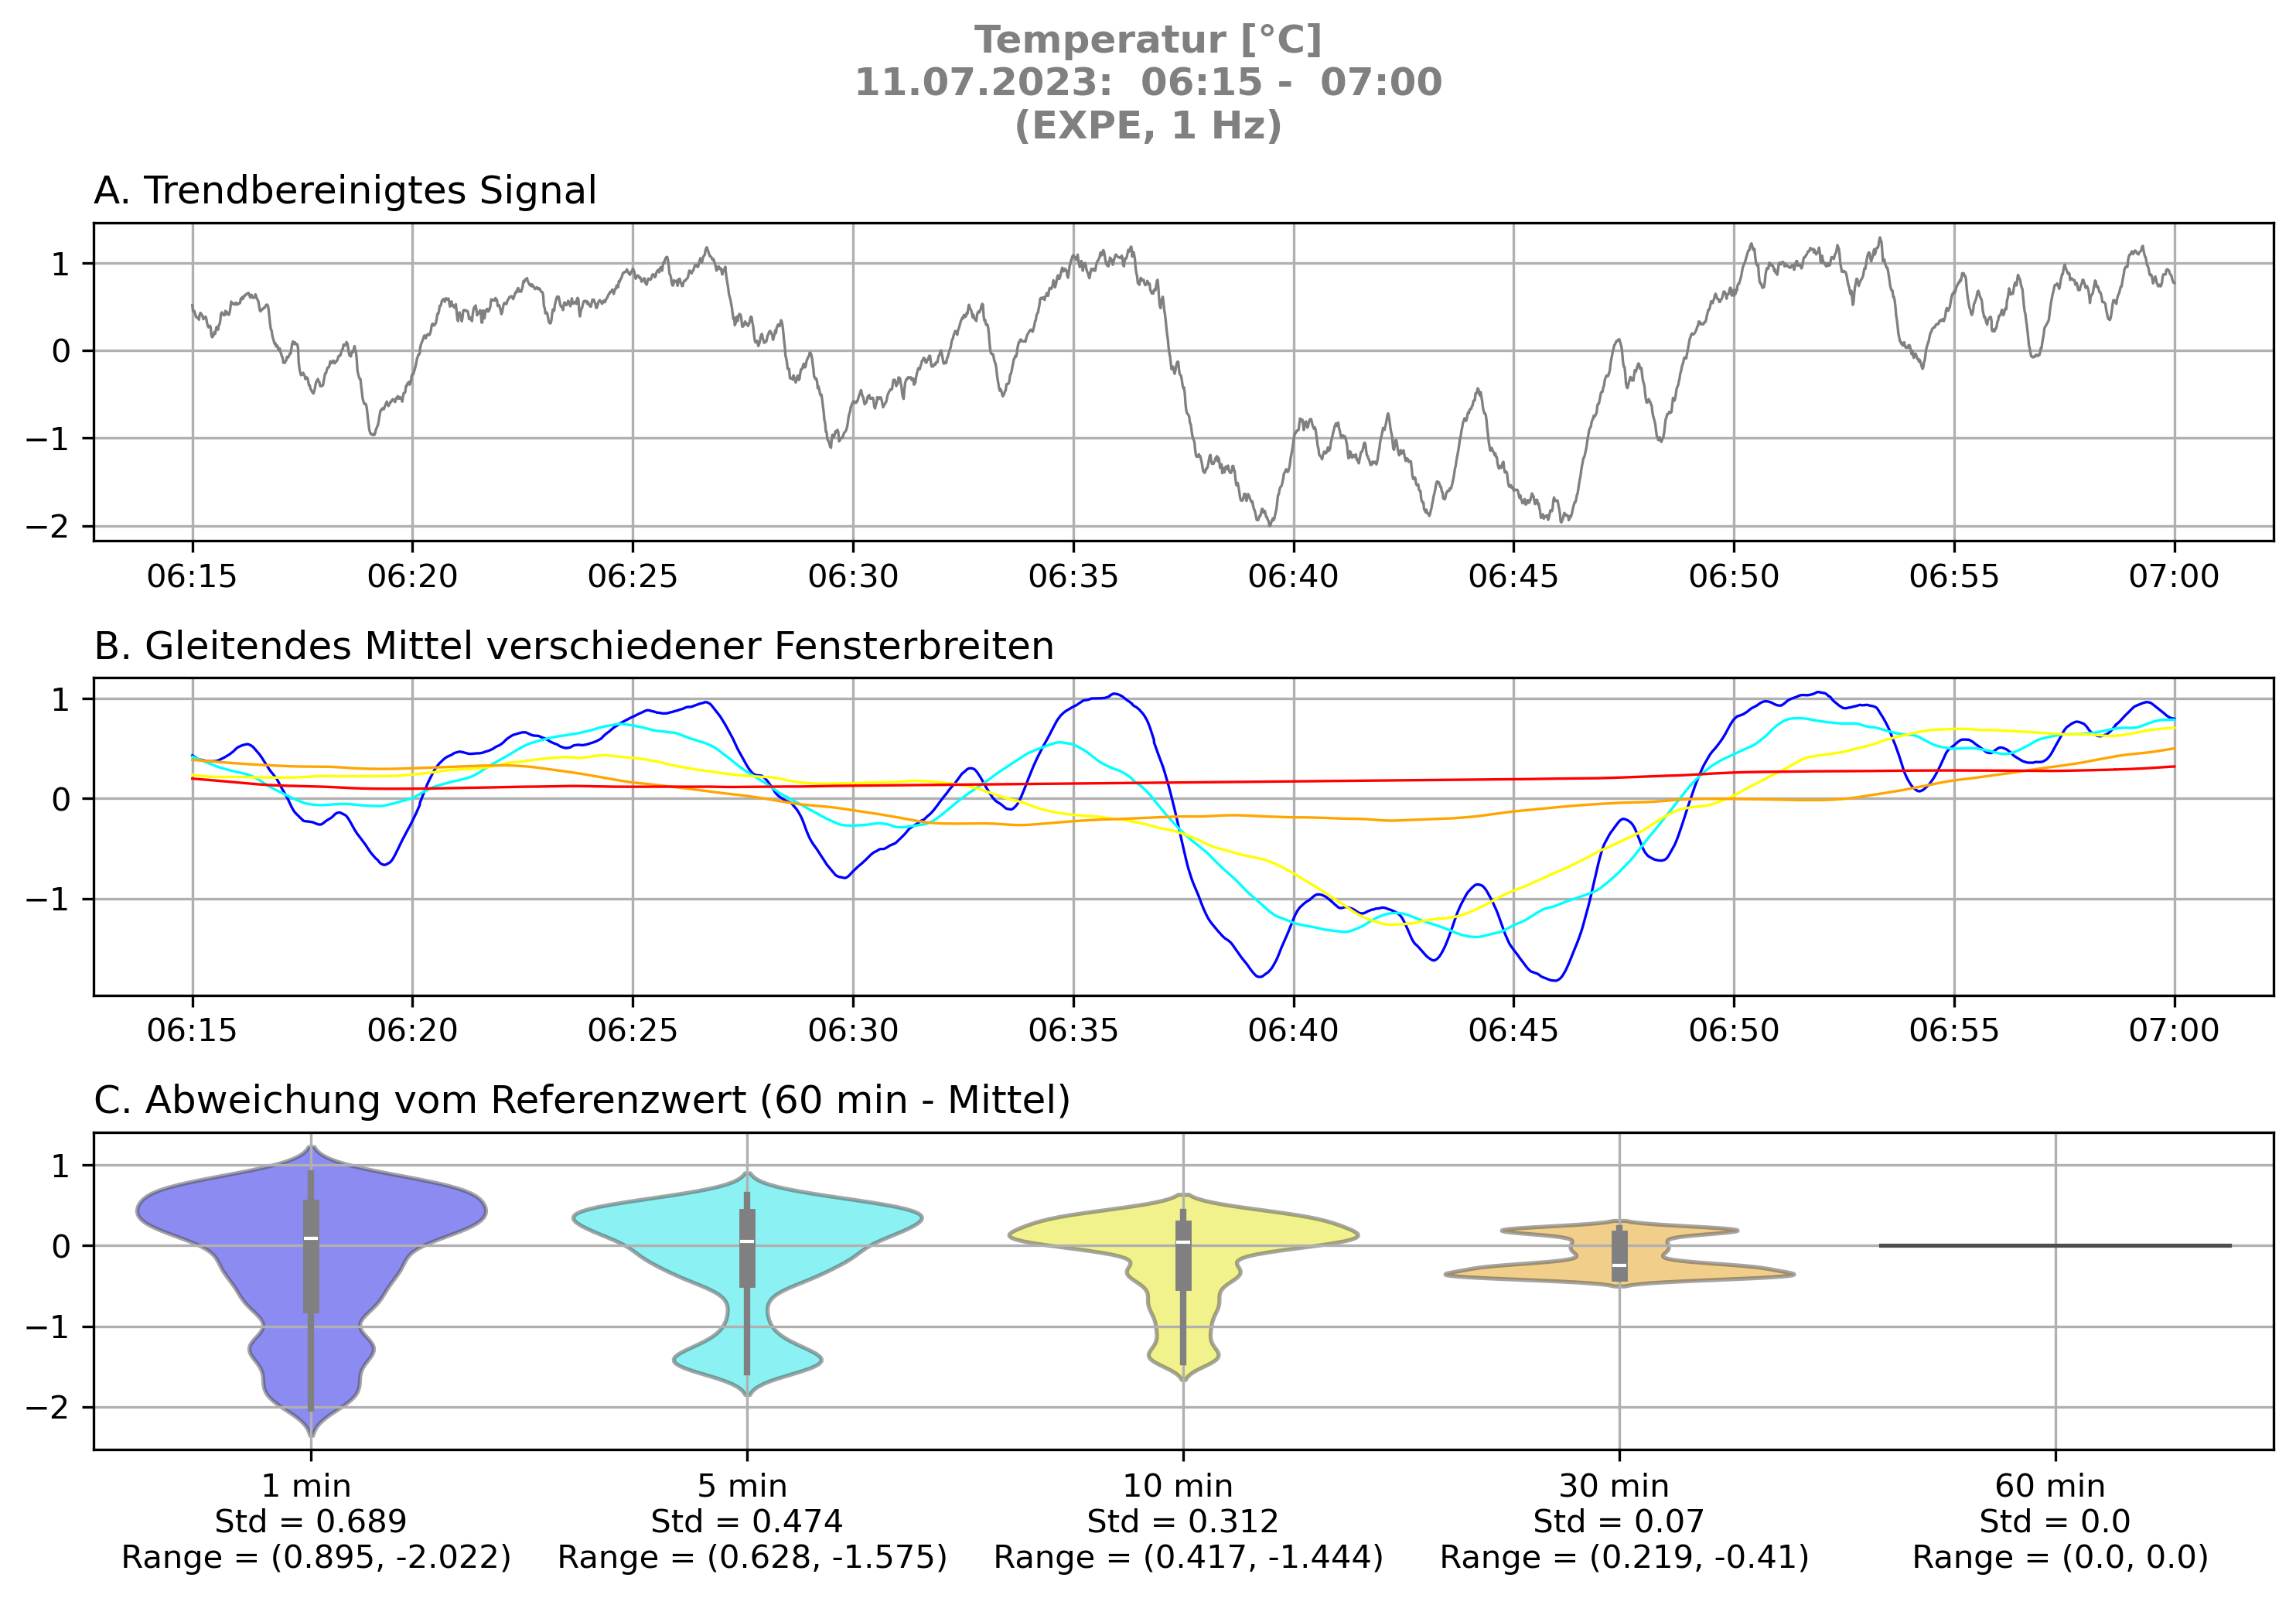 Temperatur [°C]
11.07.2023:  06:15 -  07:00
(EXPE, 1 Hz)
A. Trendbereinigtes Signal
1
0
−1
−2
06:15 06:20 06:25 06:30 06:35 06:40 06:45 06:50 06:55 07:00
B. Gleitendes Mittel verschiedener Fensterbreiten
1
0
−1
06:15 06:20 06:25 06:30 06:35 06:40 06:45 06:50 06:55 07:00
C. Abweichung vom Referenzwert (60 min - Mittel)
1
0
−1
−2
1 min 5 min 10 min 30 min 60 min
Std = 0.689 Std = 0.474 Std = 0.312 Std = 0.07 Std = 0.0
Range = (0.895, -2.022) Range = (0.628, -1.575) Range = (0.417, -1.444) Range = (0.219, -0.41) Range = (0.0, 0.0)